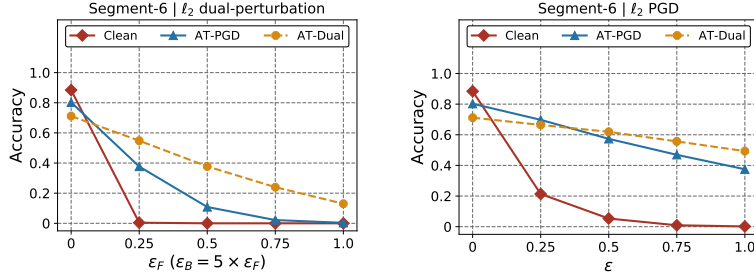 Segment-6 | ℓ₂ dual-perturbation
Clean AT-PGD AT-Dual
Accuracy
1.0
0.8
0.6
0.4
0.2
0
0 0.25 0.5 0.75 1.0
ε_F (ε_B = 5 × ε_F)
Segment-6 | ℓ₂ PGD
Clean AT-PGD AT-Dual
Accuracy
1.0
0.8
0.6
0.4
0.2
0
0 0.25 0.5 0.75 1.0
ε